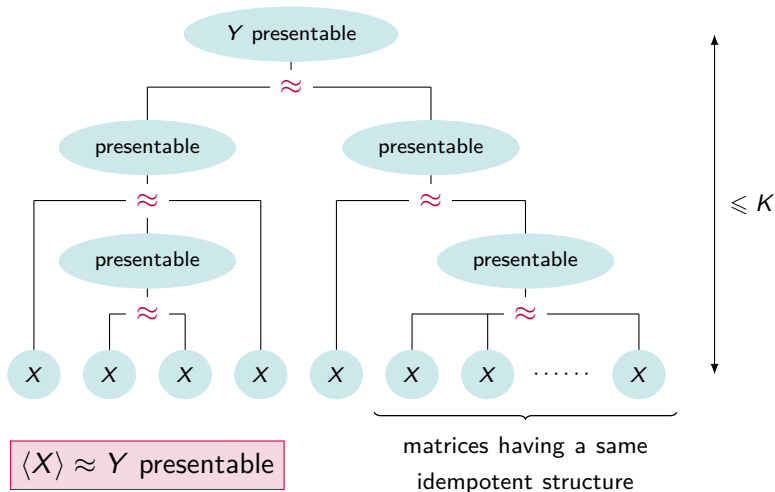 Y presentable
≈
presentable presentable
≈ ≈ ⩽ K
presentable presentable
≈ ≈
X X X X X X X ...... X
matrices having a same
idempotent structure
⟨X⟩ ≈ Y presentable